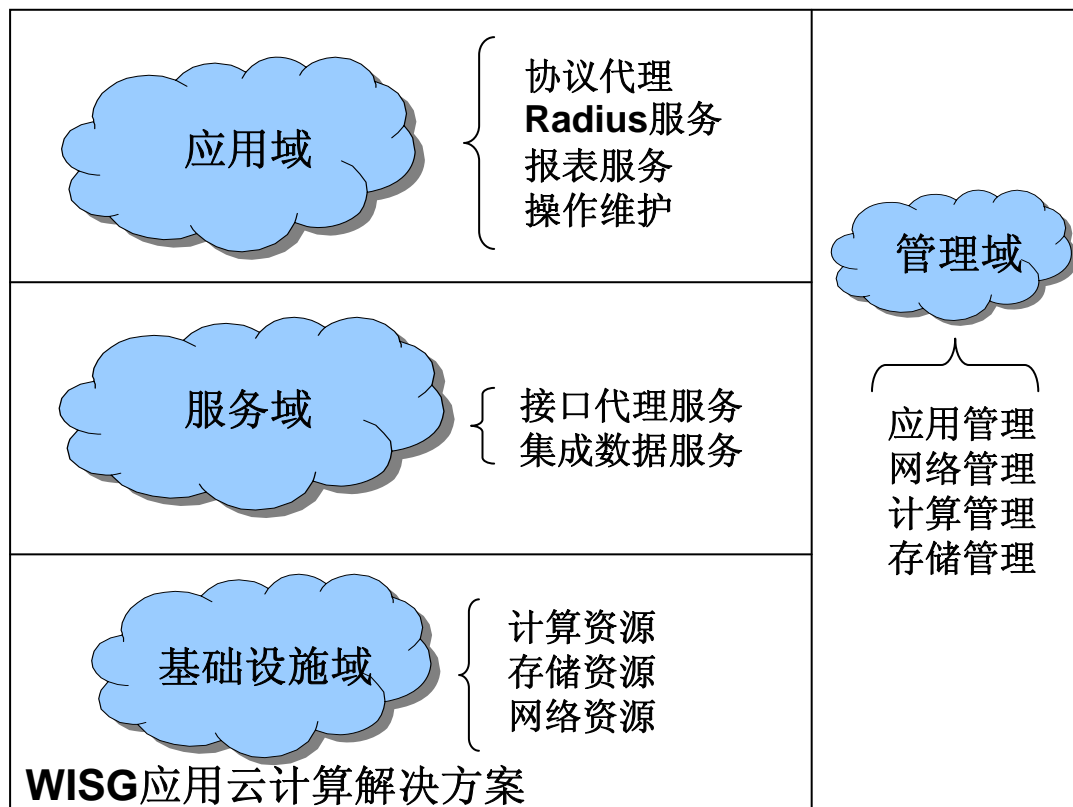 应用域
协议代理
Radius服务
报表服务
操作维护
服务域
接口代理服务
集成数据服务
基础设施域
计算资源
存储资源
网络资源
WISG应用云计算解决方案
管理域
应用管理
网络管理
计算管理
存储管理